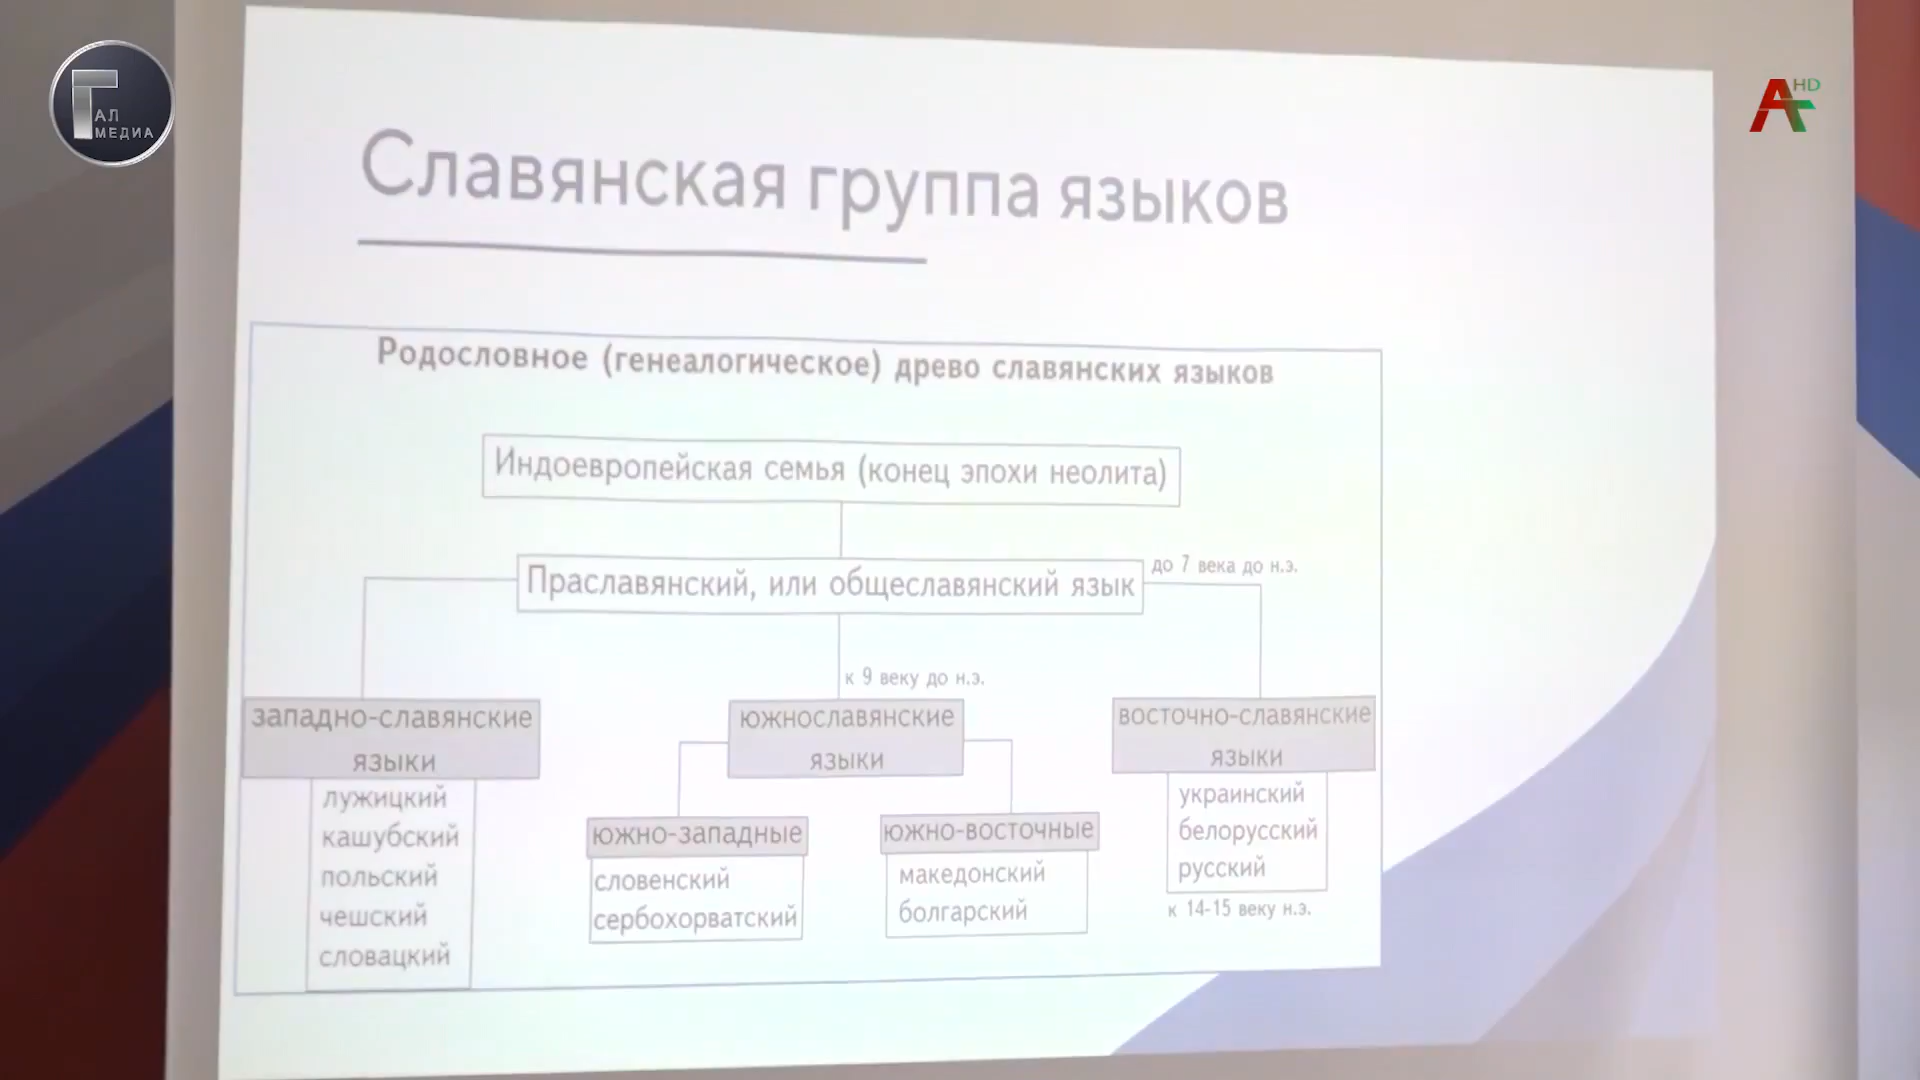 ГАЛ
МЕДИА
АТ HD
Славянская группа языков
Родословное (генеалогическое) древо славянских языков
Индоевропейская семья (конец эпохи неолита)
Праславянский, или общеславянский язык
до 7 века до н.э.
к 9 веку до н.э.
западно-славянские
языки
лужицкий
кашубский
польский
чешский
словацкий
южнославянские
языки
южно-западные
словенский
сербохорватский
южно-восточные
македонский
болгарский
восточно-славянские
языки
украинский
белорусский
русский
к 14-15 веку н.э.